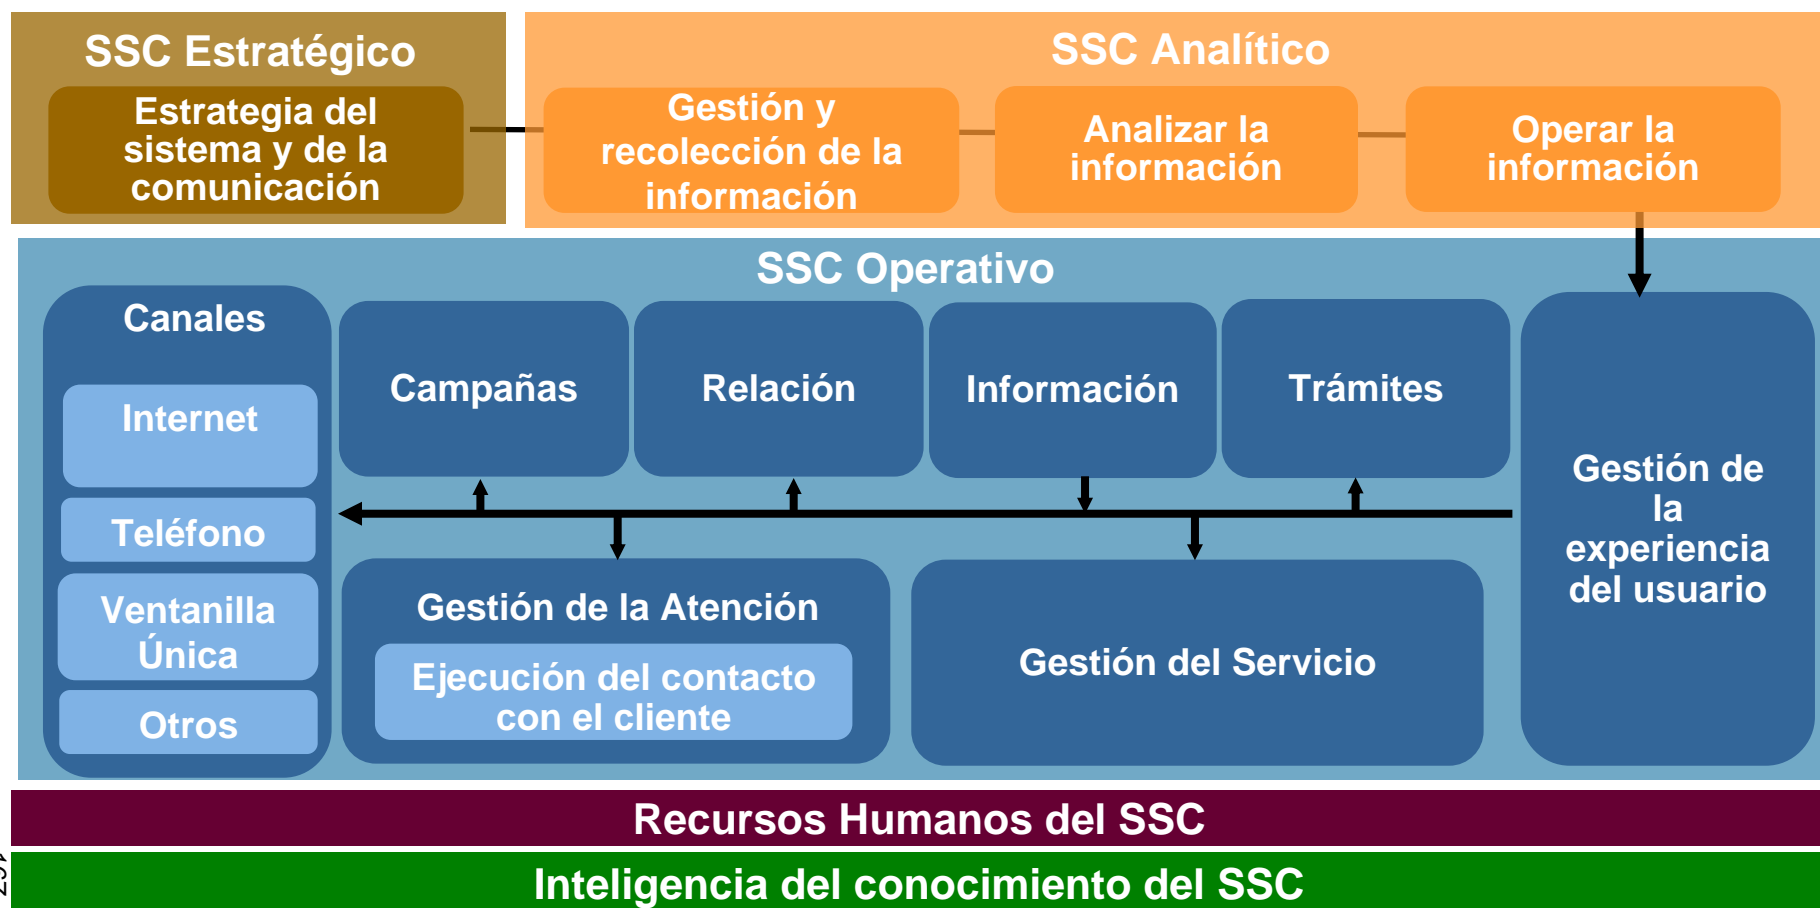 SSC Estratégico
Estrategia del
sistema y de la
comunicación
SSC Analítico
Gestión y
recolección de la
información
Analizar la
información
Operar la
información
SSC Operativo
Canales
Internet
Teléfono
Ventanilla
Única
Otros
Campañas
Relación
Información
Trámites
Gestión de la Atención
Ejecución del contacto
con el cliente
Gestión del Servicio
Gestión de
la
experiencia
del usuario
Recursos Humanos del SSC
Inteligencia del conocimiento del SSC